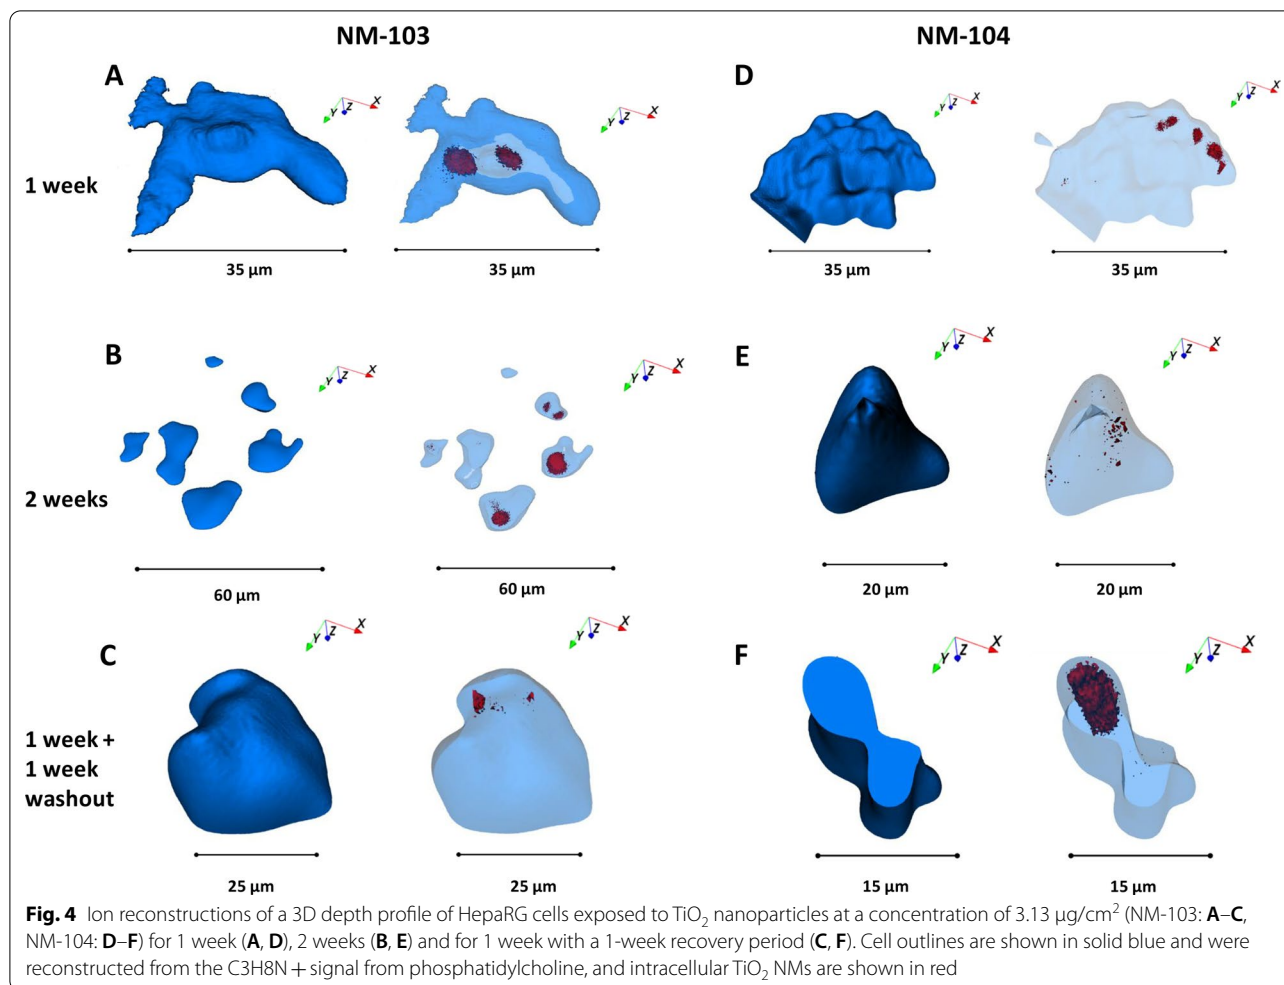 NM-103
NM-104
A
Y Z X
Y Z X
D
Y Z X
Y Z X
1 week
35 µm
35 µm
35 µm
35 µm
B
Y Z X
Y Z X
E
Y Z X
Y Z X
2 weeks
60 µm
60 µm
20 µm
20 µm
C
Y Z X
Y Z X
F
Y Z X
Y Z X
1 week +
1 week
washout
25 µm
25 µm
15 µm
15 µm
Fig. 4 Ion reconstructions of a 3D depth profile of HepaRG cells exposed to TiO₂ nanoparticles at a concentration of 3.13 µg/cm² (NM-103: A–C,
NM-104: D–F) for 1 week (A, D), 2 weeks (B, E) and for 1 week with a 1-week recovery period (C, F). Cell outlines are shown in solid blue and were
reconstructed from the C3H8N + signal from phosphatidylcholine, and intracellular TiO₂ NMs are shown in red